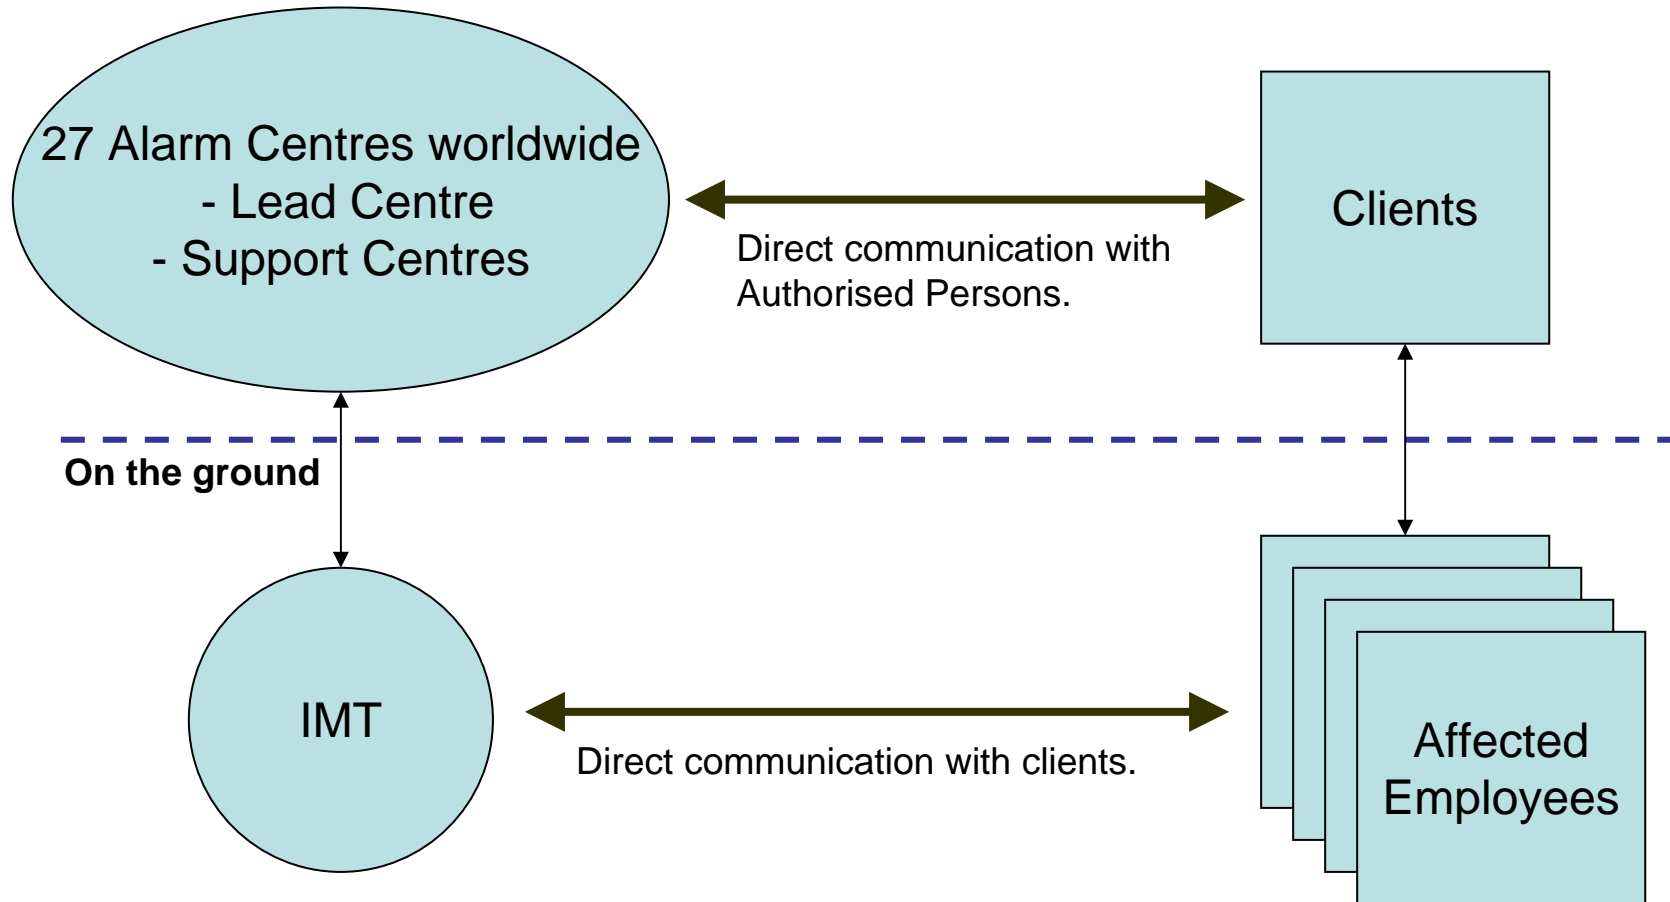 27 Alarm Centres worldwide
- Lead Centre
- Support Centres
Clients
Direct communication with
Authorised Persons.
On the ground
IMT
Direct communication with clients.
Affected
Employees